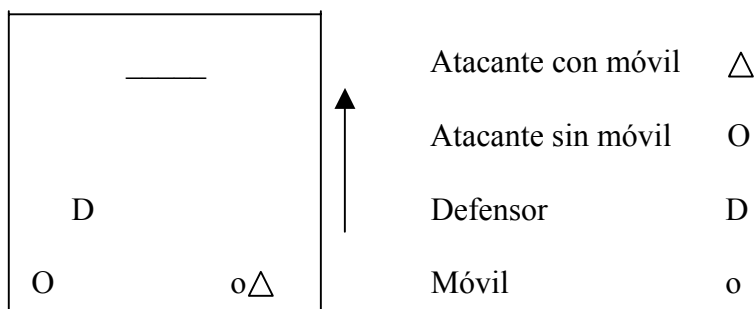 Atacante con móvil △
Atacante sin móvil O
D Defensor D
O o△ Móvil o